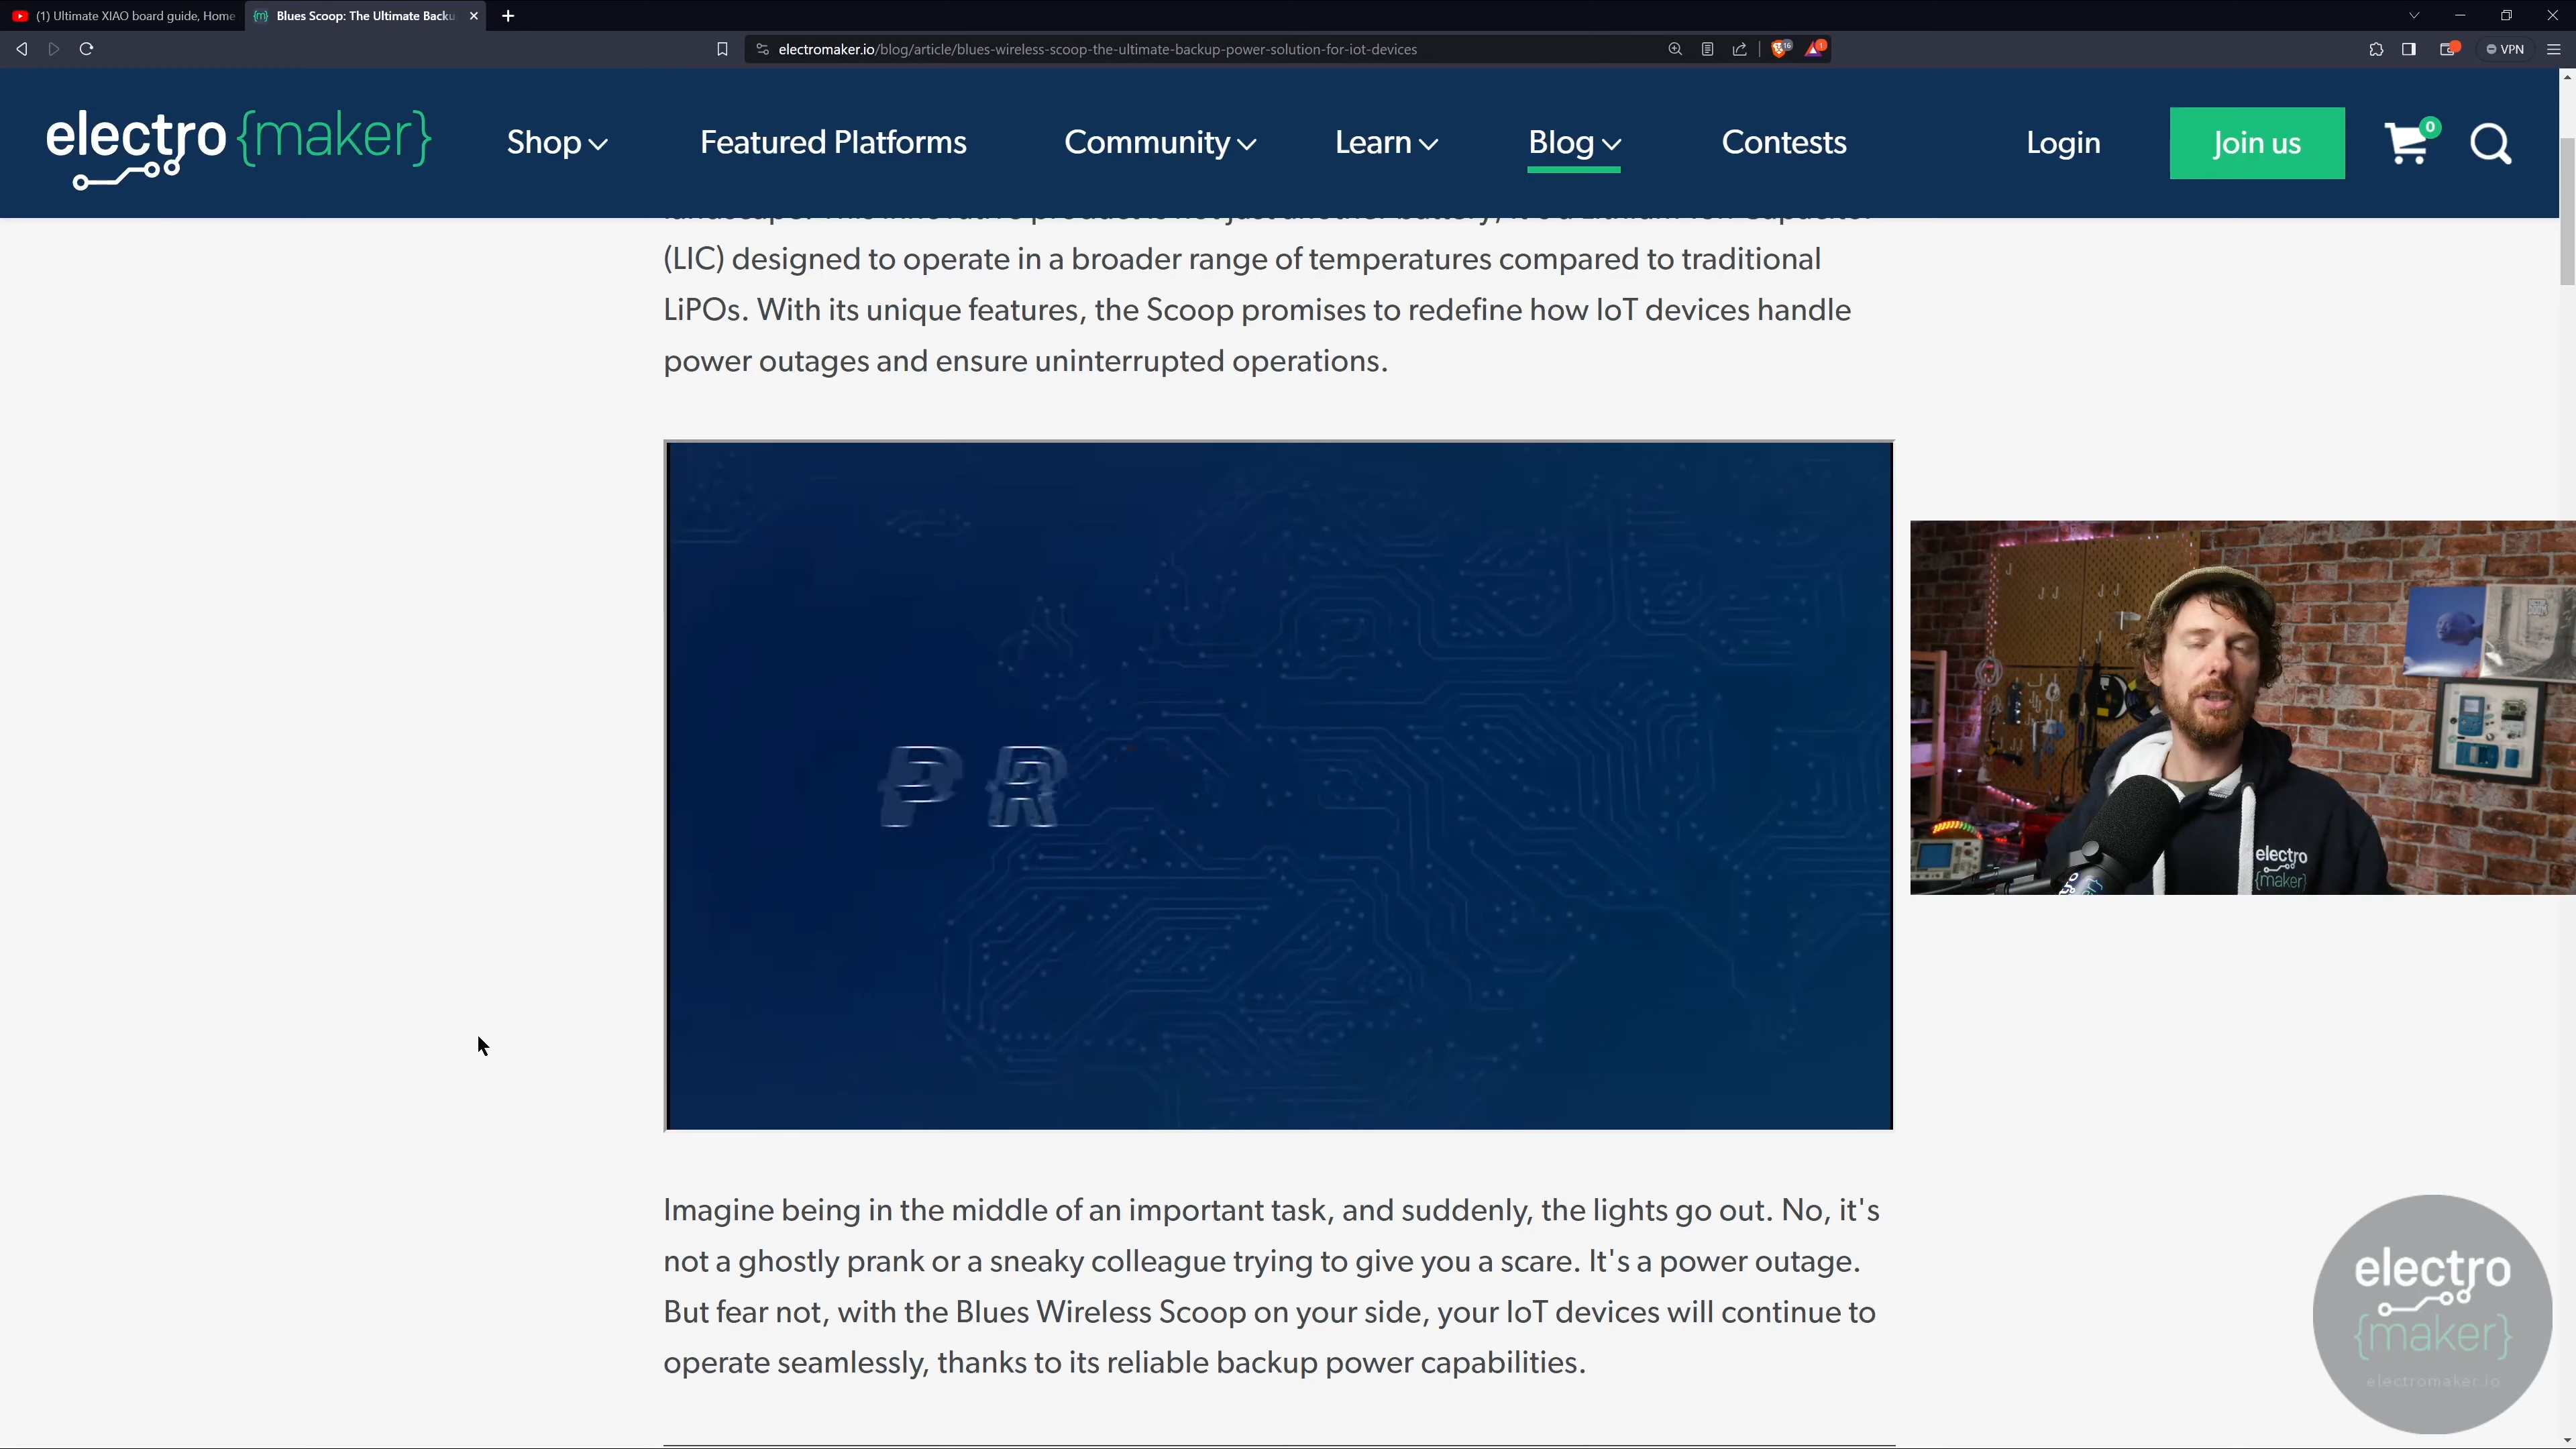 (1) Ultimate XIAO board guide, Home
Blues Scoop: The Ultimate Backu
electromaker.io/blog/article/blues-wireless-scoop-the-ultimate-backup-power-solution-for-iot-devices
16
1
VPN
electro {maker}
Shop
Featured Platforms
Community
Learn
Blog
Contests
Login
Join us
0
(LIC) designed to operate in a broader range of temperatures compared to traditional
LiPOs. With its unique features, the Scoop promises to redefine how IoT devices handle
power outages and ensure uninterrupted operations.
PR
electro
{maker}
Imagine being in the middle of an important task, and suddenly, the lights go out. No, it's
not a ghostly prank or a sneaky colleague trying to give you a scare. It's a power outage.
But fear not, with the Blues Wireless Scoop on your side, your IoT devices will continue to
operate seamlessly, thanks to its reliable backup power capabilities.
electro
{maker}
electromaker.io